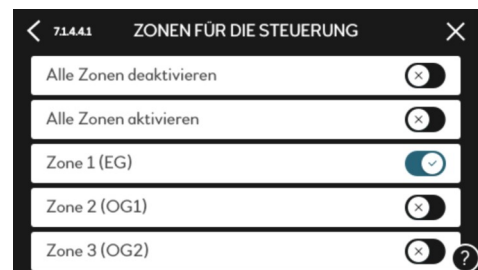 7.1.4.4.1 ZONEN FÜR DIE STEUERUNG
Alle Zonen deaktivieren
Alle Zonen aktivieren
Zone 1 (EG)
Zone 2 (OG1)
Zone 3 (OG2)
?